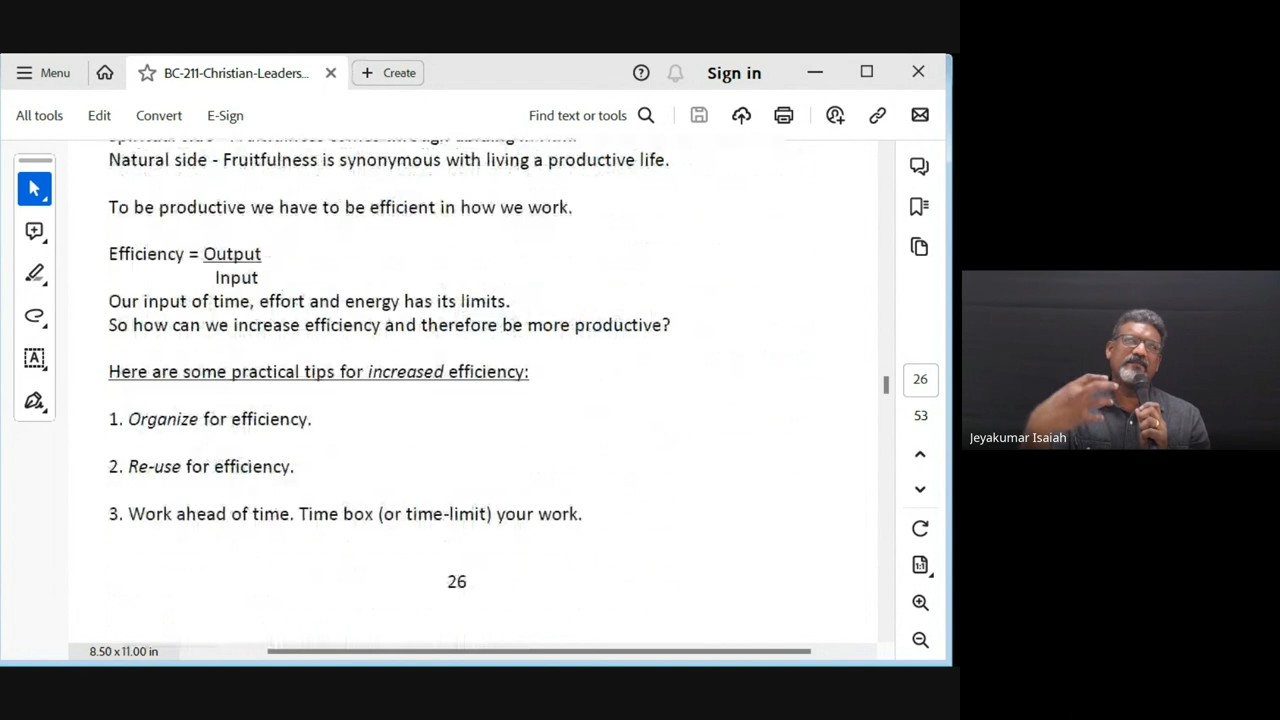 Menu
BC-211-Christian-Leaders...
Create
Sign in
All tools
Edit
Convert
E-Sign
Find text or tools
Natural side - Fruitfulness is synonymous with living a productive life.
To be productive we have to be efficient in how we work.
Efficiency = Output
Input
Our input of time, effort and energy has its limits.
So how can we increase efficiency and therefore be more productive?
Here are some practical tips for increased efficiency:
1. Organize for efficiency.
2. Re-use for efficiency.
3. Work ahead of time. Time box (or time-limit) your work.
26
8.50 x 11.00 in
26
53
1:1
Jeyakumar Isaiah